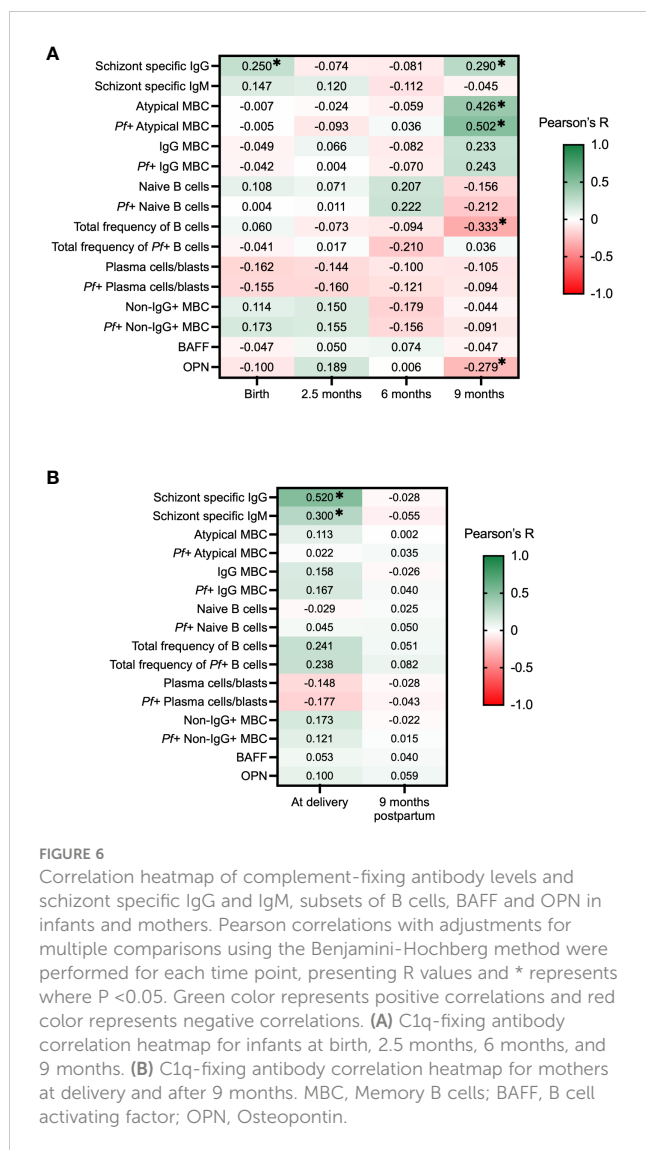 A
Schizont specific IgG 0.250* -0.074 -0.081 0.290*
Schizont specific IgM 0.147 0.120 -0.112 -0.045
Atypical MBC -0.007 -0.024 -0.059 0.426*
Pf+ Atypical MBC -0.005 -0.093 0.036 0.502*
IgG MBC -0.049 0.066 -0.082 0.233
Pf+ IgG MBC -0.042 0.004 -0.070 0.243
Naive B cells 0.108 0.071 0.207 -0.156
Pf+ Naive B cells 0.004 0.011 0.222 -0.212
Total frequency of B cells 0.060 -0.073 -0.094 -0.333*
Total frequency of Pf+ B cells -0.041 0.017 -0.210 0.036
Plasma cells/blasts -0.162 -0.144 -0.100 -0.105
Pf+ Plasma cells/blasts -0.155 -0.160 -0.121 -0.094
Non-IgG+ MBC 0.114 0.150 -0.179 -0.044
Pf+ Non-IgG+ MBC 0.173 0.155 -0.156 -0.091
BAFF -0.047 0.050 0.074 -0.047
OPN -0.100 0.189 0.006 -0.279*
Birth 2.5 months 6 months 9 months
Pearson's R
1.0
0.5
0
-0.5
-1.0
B
Schizont specific IgG 0.520* -0.028
Schizont specific IgM 0.300* -0.055
Atypical MBC 0.113 0.002
Pf+ Atypical MBC 0.022 0.035
IgG MBC 0.158 -0.026
Pf+ IgG MBC 0.167 0.040
Naive B cells -0.029 0.025
Pf+ Naive B cells 0.045 0.050
Total frequency of B cells 0.241 0.051
Total frequency of Pf+ B cells 0.238 0.082
Plasma cells/blasts -0.148 -0.028
Pf+ Plasma cells/blasts -0.177 -0.043
Non-IgG+ MBC 0.173 -0.022
Pf+ Non-IgG+ MBC 0.121 0.015
BAFF 0.053 0.040
OPN 0.100 0.059
At delivery 9 months
postpartum
Pearson's R
1.0
0.5
0
-0.5
-1.0
FIGURE 6
Correlation heatmap of complement-fixing antibody levels and
schizont specific IgG and IgM, subsets of B cells, BAFF and OPN in
infants and mothers. Pearson correlations with adjustments for
multiple comparisons using the Benjamini-Hochberg method were
performed for each time point, presenting R values and * represents
where P <0.05. Green color represents positive correlations and red
color represents negative correlations. (A) C1q-fixing antibody
correlation heatmap for infants at birth, 2.5 months, 6 months, and
9 months. (B) C1q-fixing antibody correlation heatmap for mothers
at delivery and after 9 months. MBC, Memory B cells; BAFF, B cell
activating factor; OPN, Osteopontin.